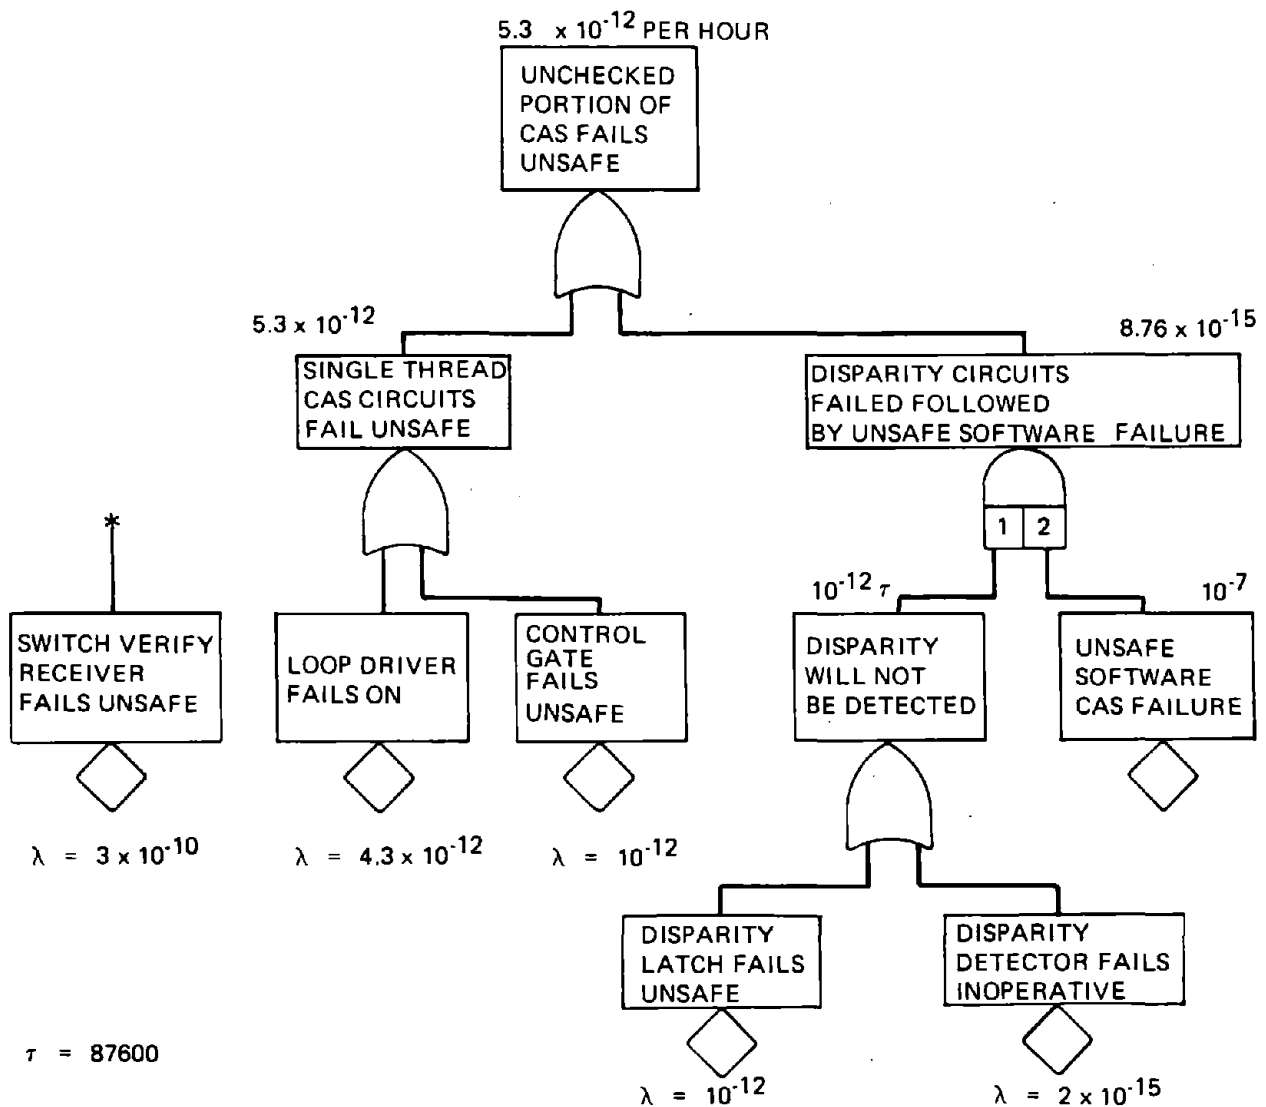 5.3 x 10⁻¹² PER HOUR
UNCHECKED
PORTION OF
CAS FAILS
UNSAFE
5.3 x 10⁻¹²
8.76 x 10⁻¹⁵
SINGLE THREAD
CAS CIRCUITS
FAIL UNSAFE
DISPARITY CIRCUITS
FAILED FOLLOWED
BY UNSAFE SOFTWARE FAILURE
*
1 2
10⁻¹² τ
10⁻⁷
SWITCH VERIFY
RECEIVER
FAILS UNSAFE
LOOP DRIVER
FAILS ON
CONTROL
GATE
FAILS
UNSAFE
DISPARITY
WILL NOT
BE DETECTED
UNSAFE
SOFTWARE
CAS FAILURE
λ = 3 x 10⁻¹⁰
λ = 4.3 x 10⁻¹²
λ = 10⁻¹²
DISPARITY
LATCH FAILS
UNSAFE
DISPARITY
DETECTOR FAILS
INOPERATIVE
τ = 87600
λ = 10⁻¹²
λ = 2 x 10⁻¹⁵